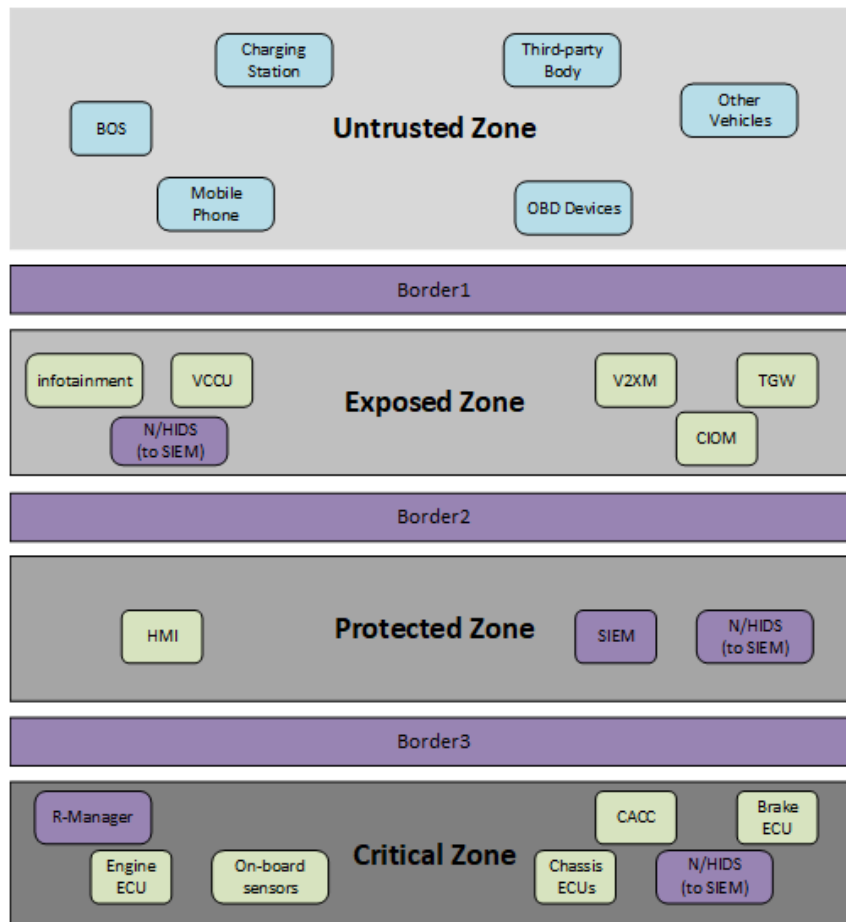 Charging
Station
Third-party
Body
Other
Vehicles
BOS
Untrusted Zone
Mobile
Phone
OBD Devices
Border1
infotainment
VCCU
V2XM
TGW
Exposed Zone
N/HIDS
(to SIEM)
CIOM
Border2
HMI
Protected Zone
SIEM
N/HIDS
(to SIEM)
Border3
R-Manager
CACC
Brake
ECU
Critical Zone
Engine
ECU
On-board
sensors
Chassis
ECUs
N/HIDS
(to SIEM)